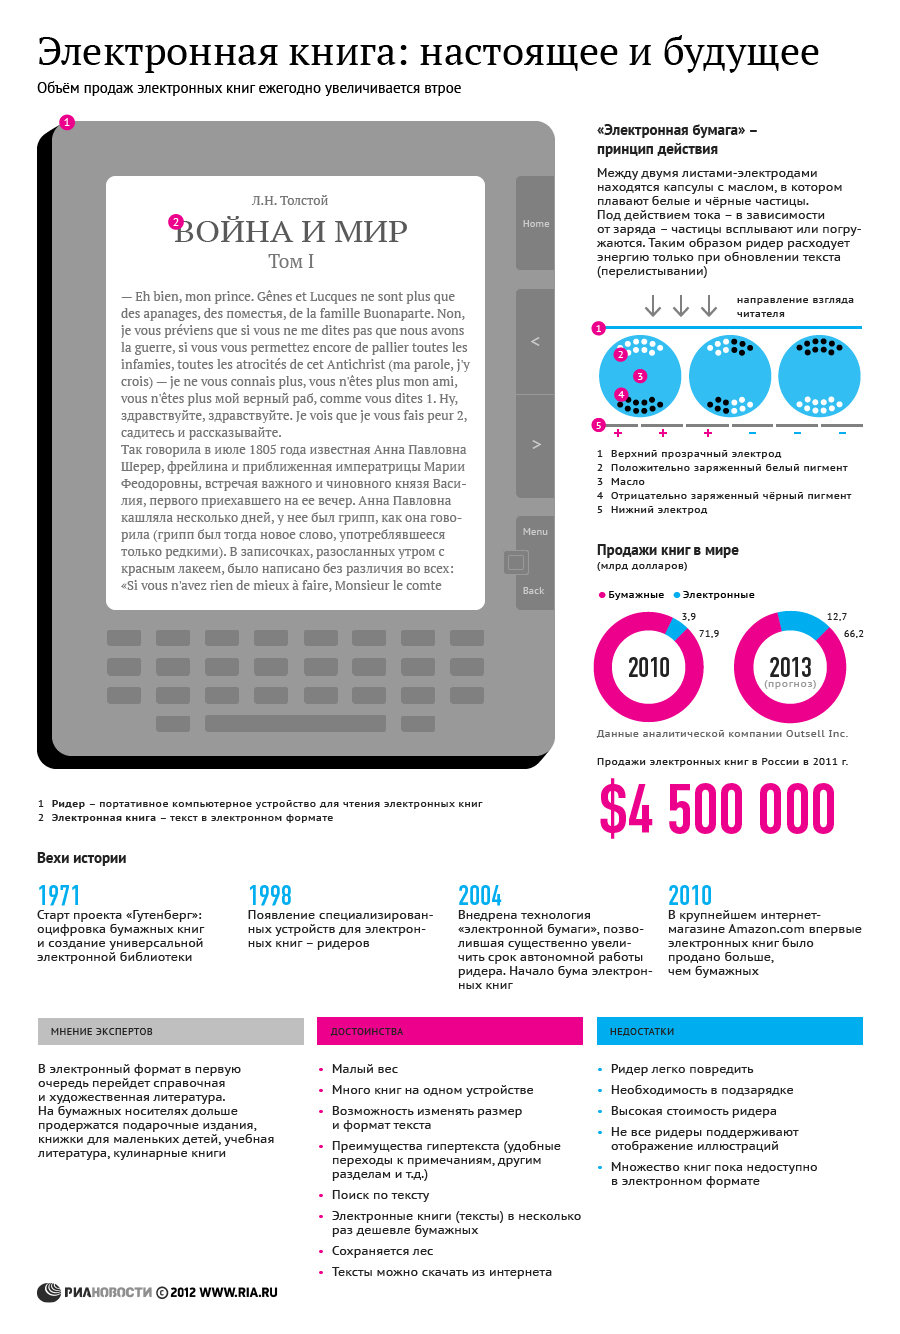 Электронная книга: настоящее и будущее
Объём продаж электронных книг ежегодно увеличивается втрое
1
Л.Н. Толстой
2
ВОЙНА И МИР
Том I
— Eh bien, mon prince. Gênes et Lucques ne sont plus que
des apanages, des поместья, de la famille Buonaparte. Non,
je vous préviens que si vous ne me dites pas que nous avons
la guerre, si vous vous permettez encore de pallier toutes les
infamies, toutes les atrocités de cet Antichrist (ma parole, j'y
crois) — je ne vous connais plus, vous n'êtes plus mon ami,
vous n'êtes plus мой верный раб, comme vous dites 1. Ну,
здравствуйте, здравствуйте. Je vois que je vous fais peur 2,
садитесь и рассказывайте.
Так говорила в июле 1805 года известная Анна Павловна
Шерер, фрейлина и приближенная императрицы Марии
Феодоровны, встречая важного и чиновного князя Васи-
лия, первого приехавшего на ее вечер. Анна Павловна
кашляла несколько дней, у нее был грипп, как она гово-
рила (грипп был тогда новое слово, употреблявшееся
только редкими). В записочках, разосланных утром с
красным лакеем, было написано без различия во всех:
«Si vous n'avez rien de mieux à faire, Monsieur le comte
Home
<
>
Menu
Back
1 Ридер – портативное компьютерное устройство для чтения электронных книг
2 Электронная книга – текст в электронном формате
«Электронная бумага» –
принцип действия
Между двумя листами-электродами
находятся капсулы с маслом, в котором
плавают белые и чёрные частицы.
Под действием тока – в зависимости
от заряда – частицы всплывают или погру-
жаются. Таким образом ридер расходует
энергию только при обновлении текста
(перелистывании)
направление взгляда
читателя
1
2
3
4
5
+ + + – – –
1 Верхний прозрачный электрод
2 Положительно заряженный белый пигмент
3 Масло
4 Отрицательно заряженный чёрный пигмент
5 Нижний электрод
Продажи книг в мире
(млрд долларов)
Бумажные Электронные
3,9
71,9
2010
12,7
66,2
2013
(прогноз)
Данные аналитической компании Outsell Inc.
Продажи электронных книг в России в 2011 г.
$4 500 000
Вехи истории
1971
Старт проекта «Гутенберг»:
оцифровка бумажных книг
и создание универсальной
электронной библиотеки
1998
Появление специализирован-
ных устройств для электрон-
ных книг – ридеров
2004
Внедрена технология
«электронной бумаги», позво-
лившая существенно увели-
чить срок автономной работы
ридера. Начало бума электрон-
ных книг
2010
В крупнейшем интернет-
магазине Amazon.com впервые
электронных книг было
продано больше,
чем бумажных
МНЕНИЕ ЭКСПЕРТОВ
В электронный формат в первую
очередь перейдет справочная
и художественная литература.
На бумажных носителях дольше
продержатся подарочные издания,
книжки для маленьких детей, учебная
литература, кулинарные книги
ДОСТОИНСТВА
• Малый вес
• Много книг на одном устройстве
• Возможность изменять размер
и формат текста
• Преимущества гипертекста (удобные
переходы к примечаниям, другим
разделам и т.д.)
• Поиск по тексту
• Электронные книги (тексты) в несколько
раз дешевле бумажных
• Сохраняется лес
• Тексты можно скачать из интернета
НЕДОСТАТКИ
• Ридер легко повредить
• Необходимость в подзарядке
• Высокая стоимость ридера
• Не все ридеры поддерживают
отображение иллюстраций
• Множество книг пока недоступно
в электронном формате
РИАНОВОСТИ © 2012 WWW.RIA.RU